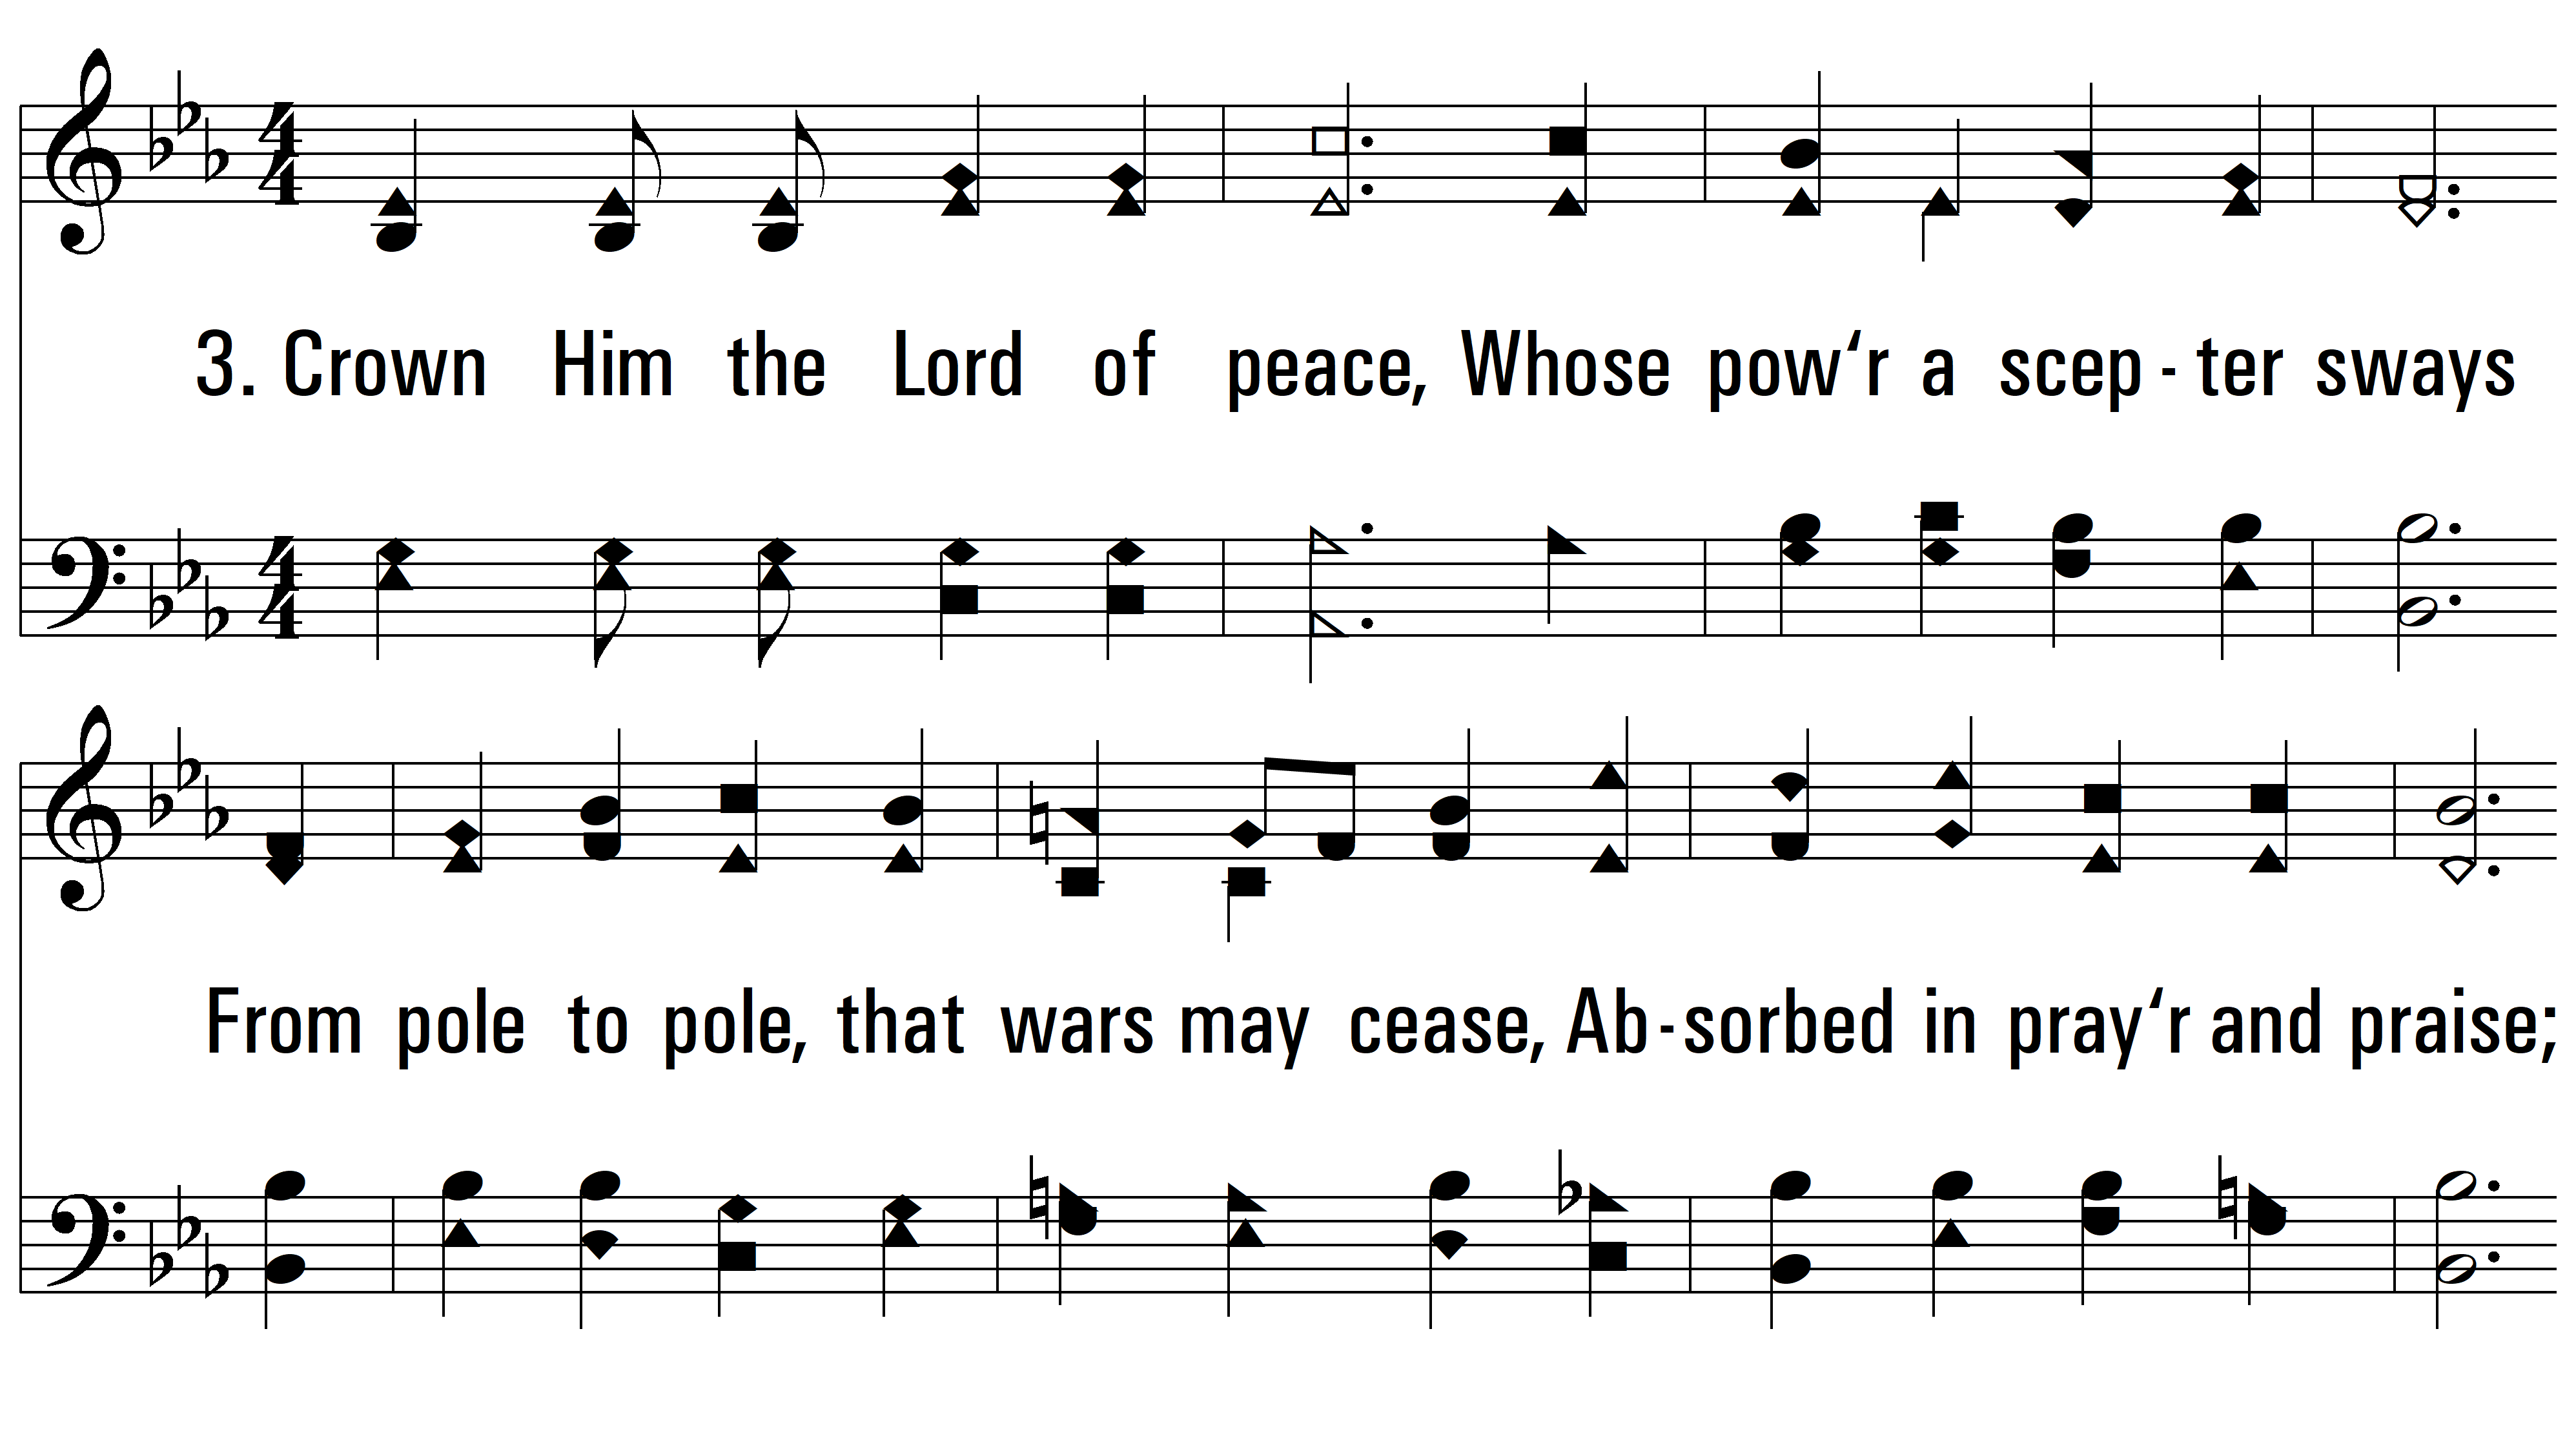 3. Crown Him the Lord of peace, Whose pow‘r a scep - ter sways
From pole to pole, that wars may cease, Ab - sorbed in pray‘r and praise;